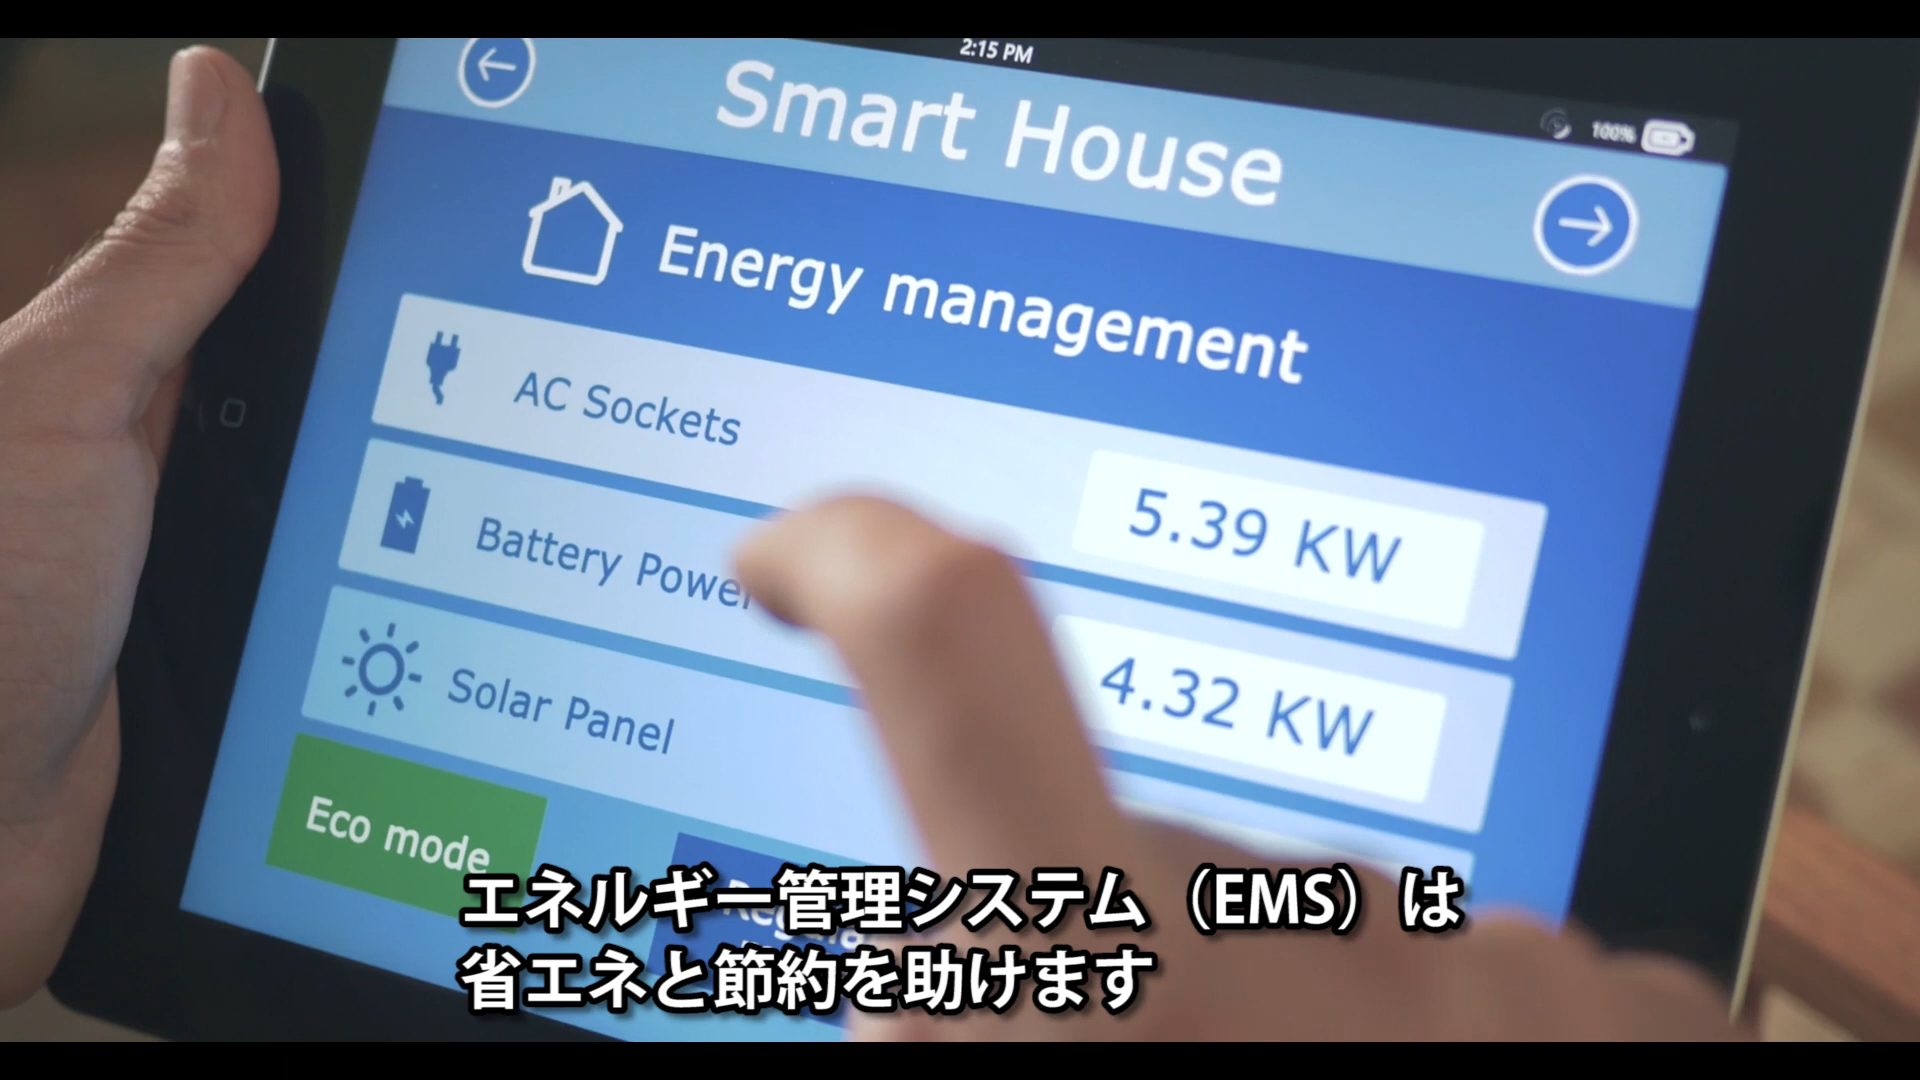 2:15 PM
100%
Smart House
Energy management
AC Sockets
5.39 KW
Battery Power
4.32 KW
Solar Panel
Eco mode
エネルギー管理システム（EMS）は
省エネと節約を助けます